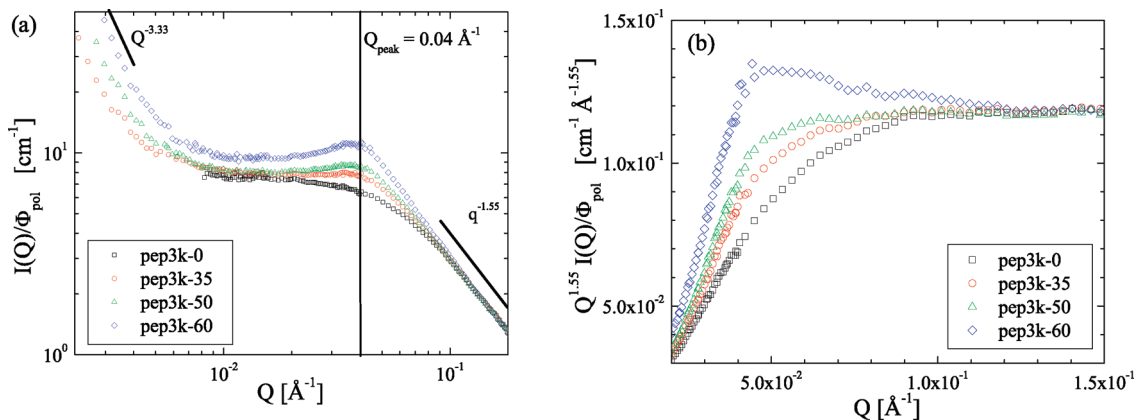 (a)
Q^-3.33
Q_peak = 0.04 Å^-1
q^-1.55
I(Q)/Φ_pol [cm^-1]
10^1
10^0
pep3k-0
pep3k-35
pep3k-50
pep3k-60
10^-2
10^-1
Q [Å^-1]
(b)
Q^1.55 I(Q)/Φ_pol [cm^-1 Å^-1.55]
1.5x10^-1
1.0x10^-1
5.0x10^-2
pep3k-0
pep3k-35
pep3k-50
pep3k-60
5.0x10^-2
1.0x10^-1
1.5x10^-1
Q [Å^-1]